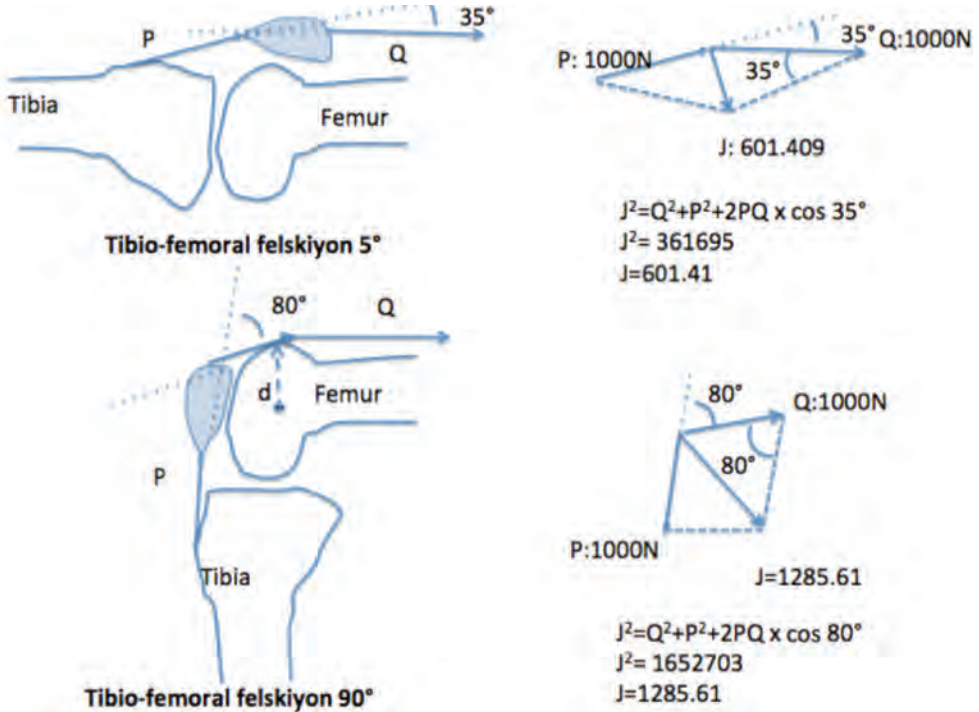 35°
P
Q
Tibia
Femur
Tibio-femoral felskiyon 5°
35° Q:1000N
P: 1000N
35°
J: 601.409
J²=Q²+P²+2PQ x cos 35°
J²= 361695
J=601.41
80°
Q
d
Femur
P
Tibia
Tibio-femoral felskiyon 90°
80°
Q:1000N
80°
P:1000N
J=1285.61
J²=Q²+P²+2PQ x cos 80°
J²= 1652703
J=1285.61